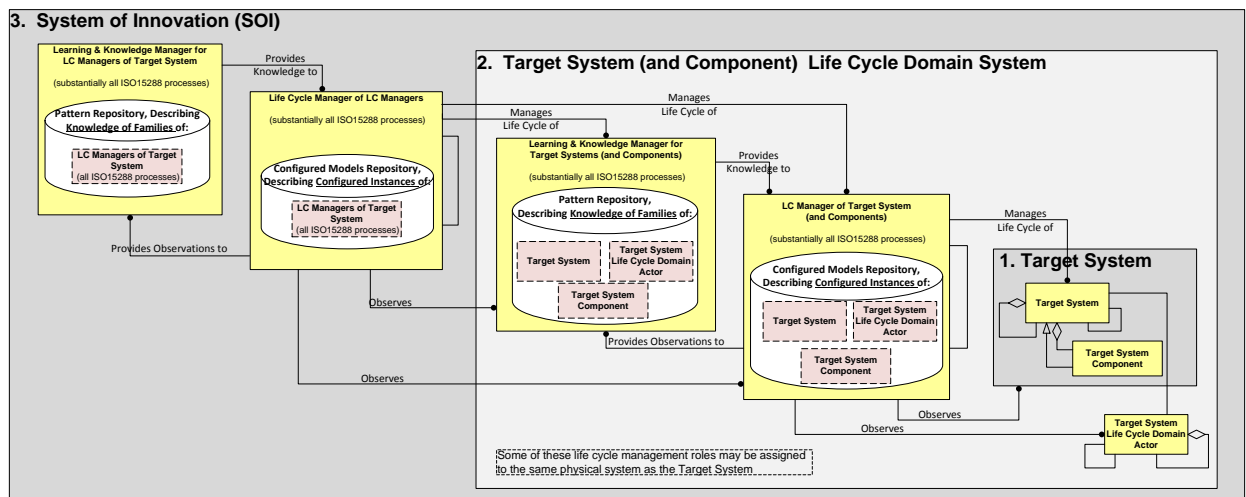 3. System of Innovation (SOI)
Learning & Knowledge Manager for
LC Managers of Target System
(substantially all ISO15288 processes)
Pattern Repository, Describing
Knowledge of Families of:
LC Managers of Target
System
(all ISO15288 processes)
Provides
Knowledge to
Life Cycle Manager of LC Managers
(substantially all ISO15288 processes)
Configured Models Repository,
Describing Configured Instances of:
LC Managers of Target
System
(all ISO15288 processes)
Provides Observations to
2. Target System (and Component) Life Cycle Domain System
Manages
Life Cycle of
Manages
Life Cycle of
Learning & Knowledge Manager for
Target Systems (and Components)
(substantially all ISO15288 processes)
Pattern Repository,
Describing Knowledge of Families of:
Target System
Target System
Life Cycle Domain
Actor
Target System
Component
Provides
Knowledge to
LC Manager of Target System
(and Components)
(substantially all ISO15288 processes)
Configured Models Repository,
Describing Configured Instances of:
Target System
Target System
Life Cycle Domain
Actor
Target System
Component
Observes
Provides Observations to
Observes
Manages
Life Cycle of
1. Target System
Target System
Target System
Component
Observes
Observes
Target System
Life Cycle Domain
Actor
Some of these life cycle management roles may be assigned
to the same physical system as the Target System